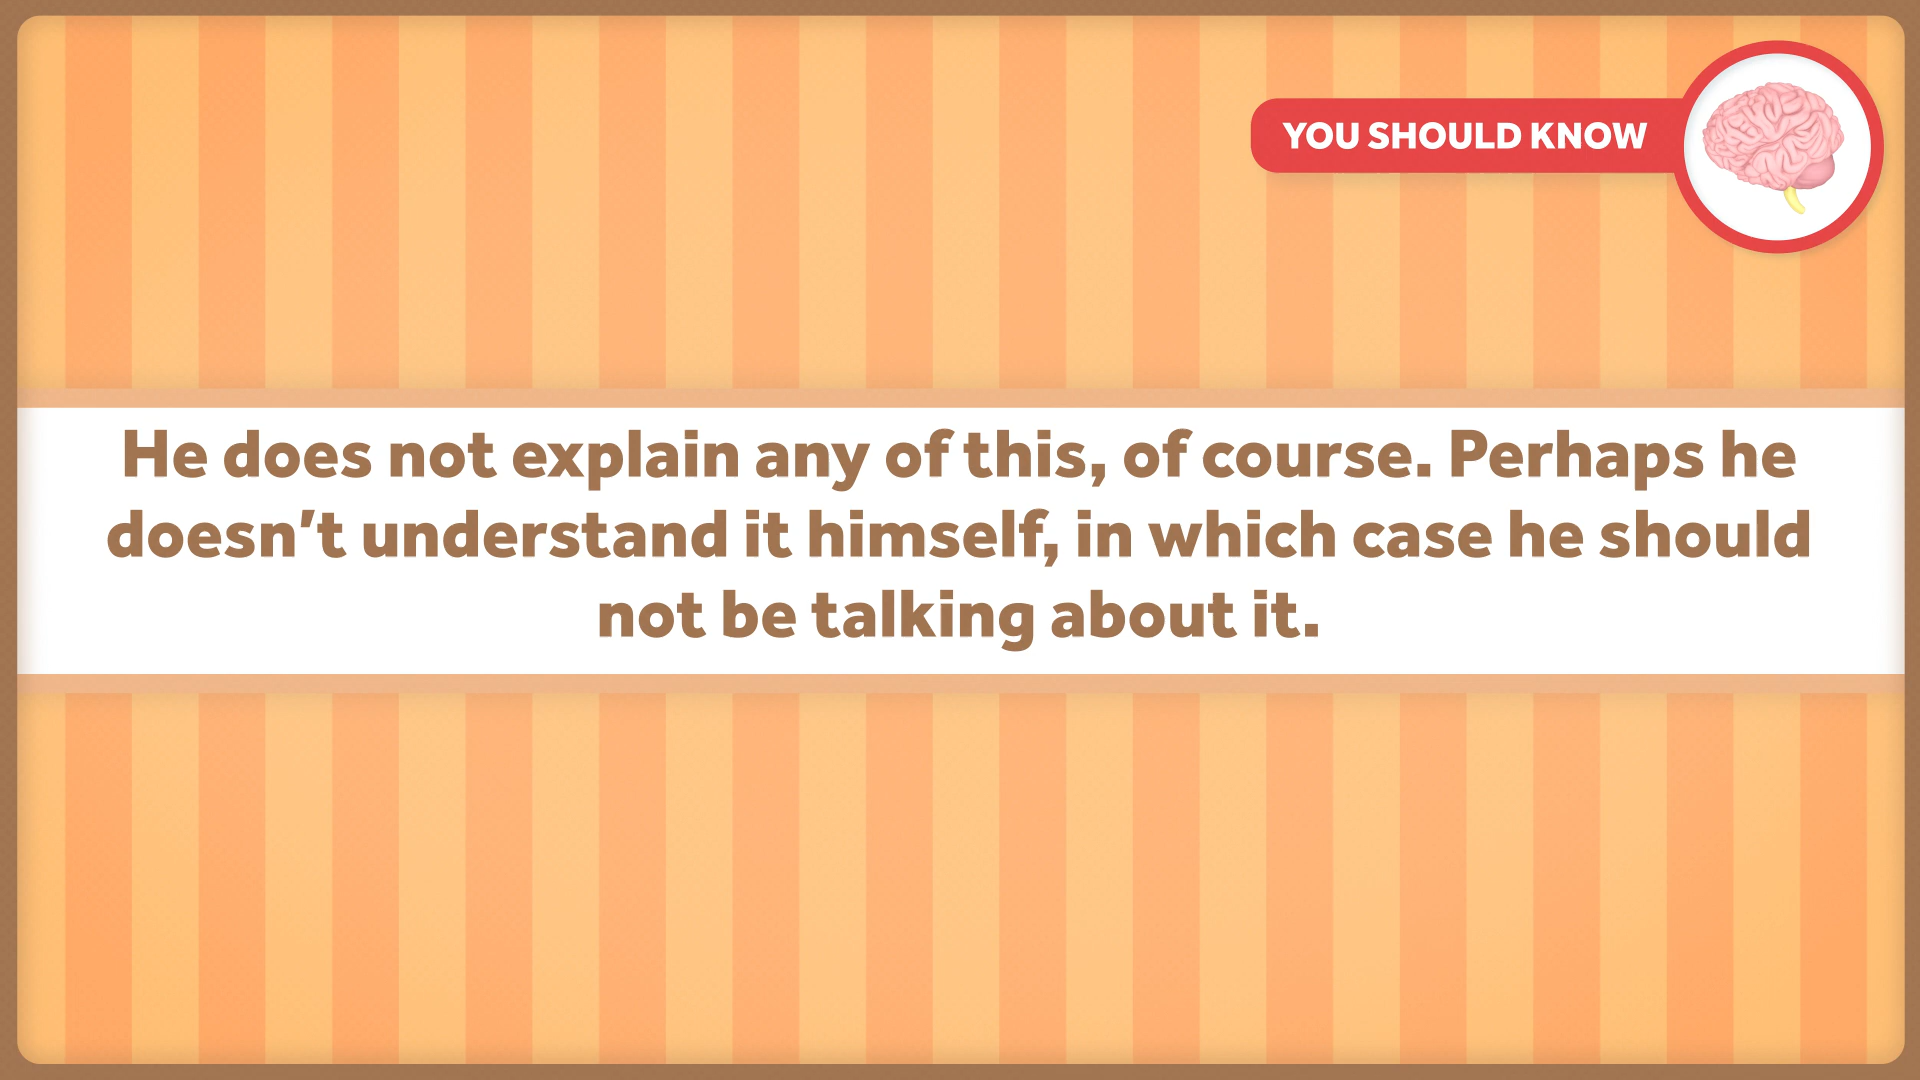 YOU SHOULD KNOW
He does not explain any of this, of course. Perhaps he
doesn’t understand it himself, in which case he should
not be talking about it.